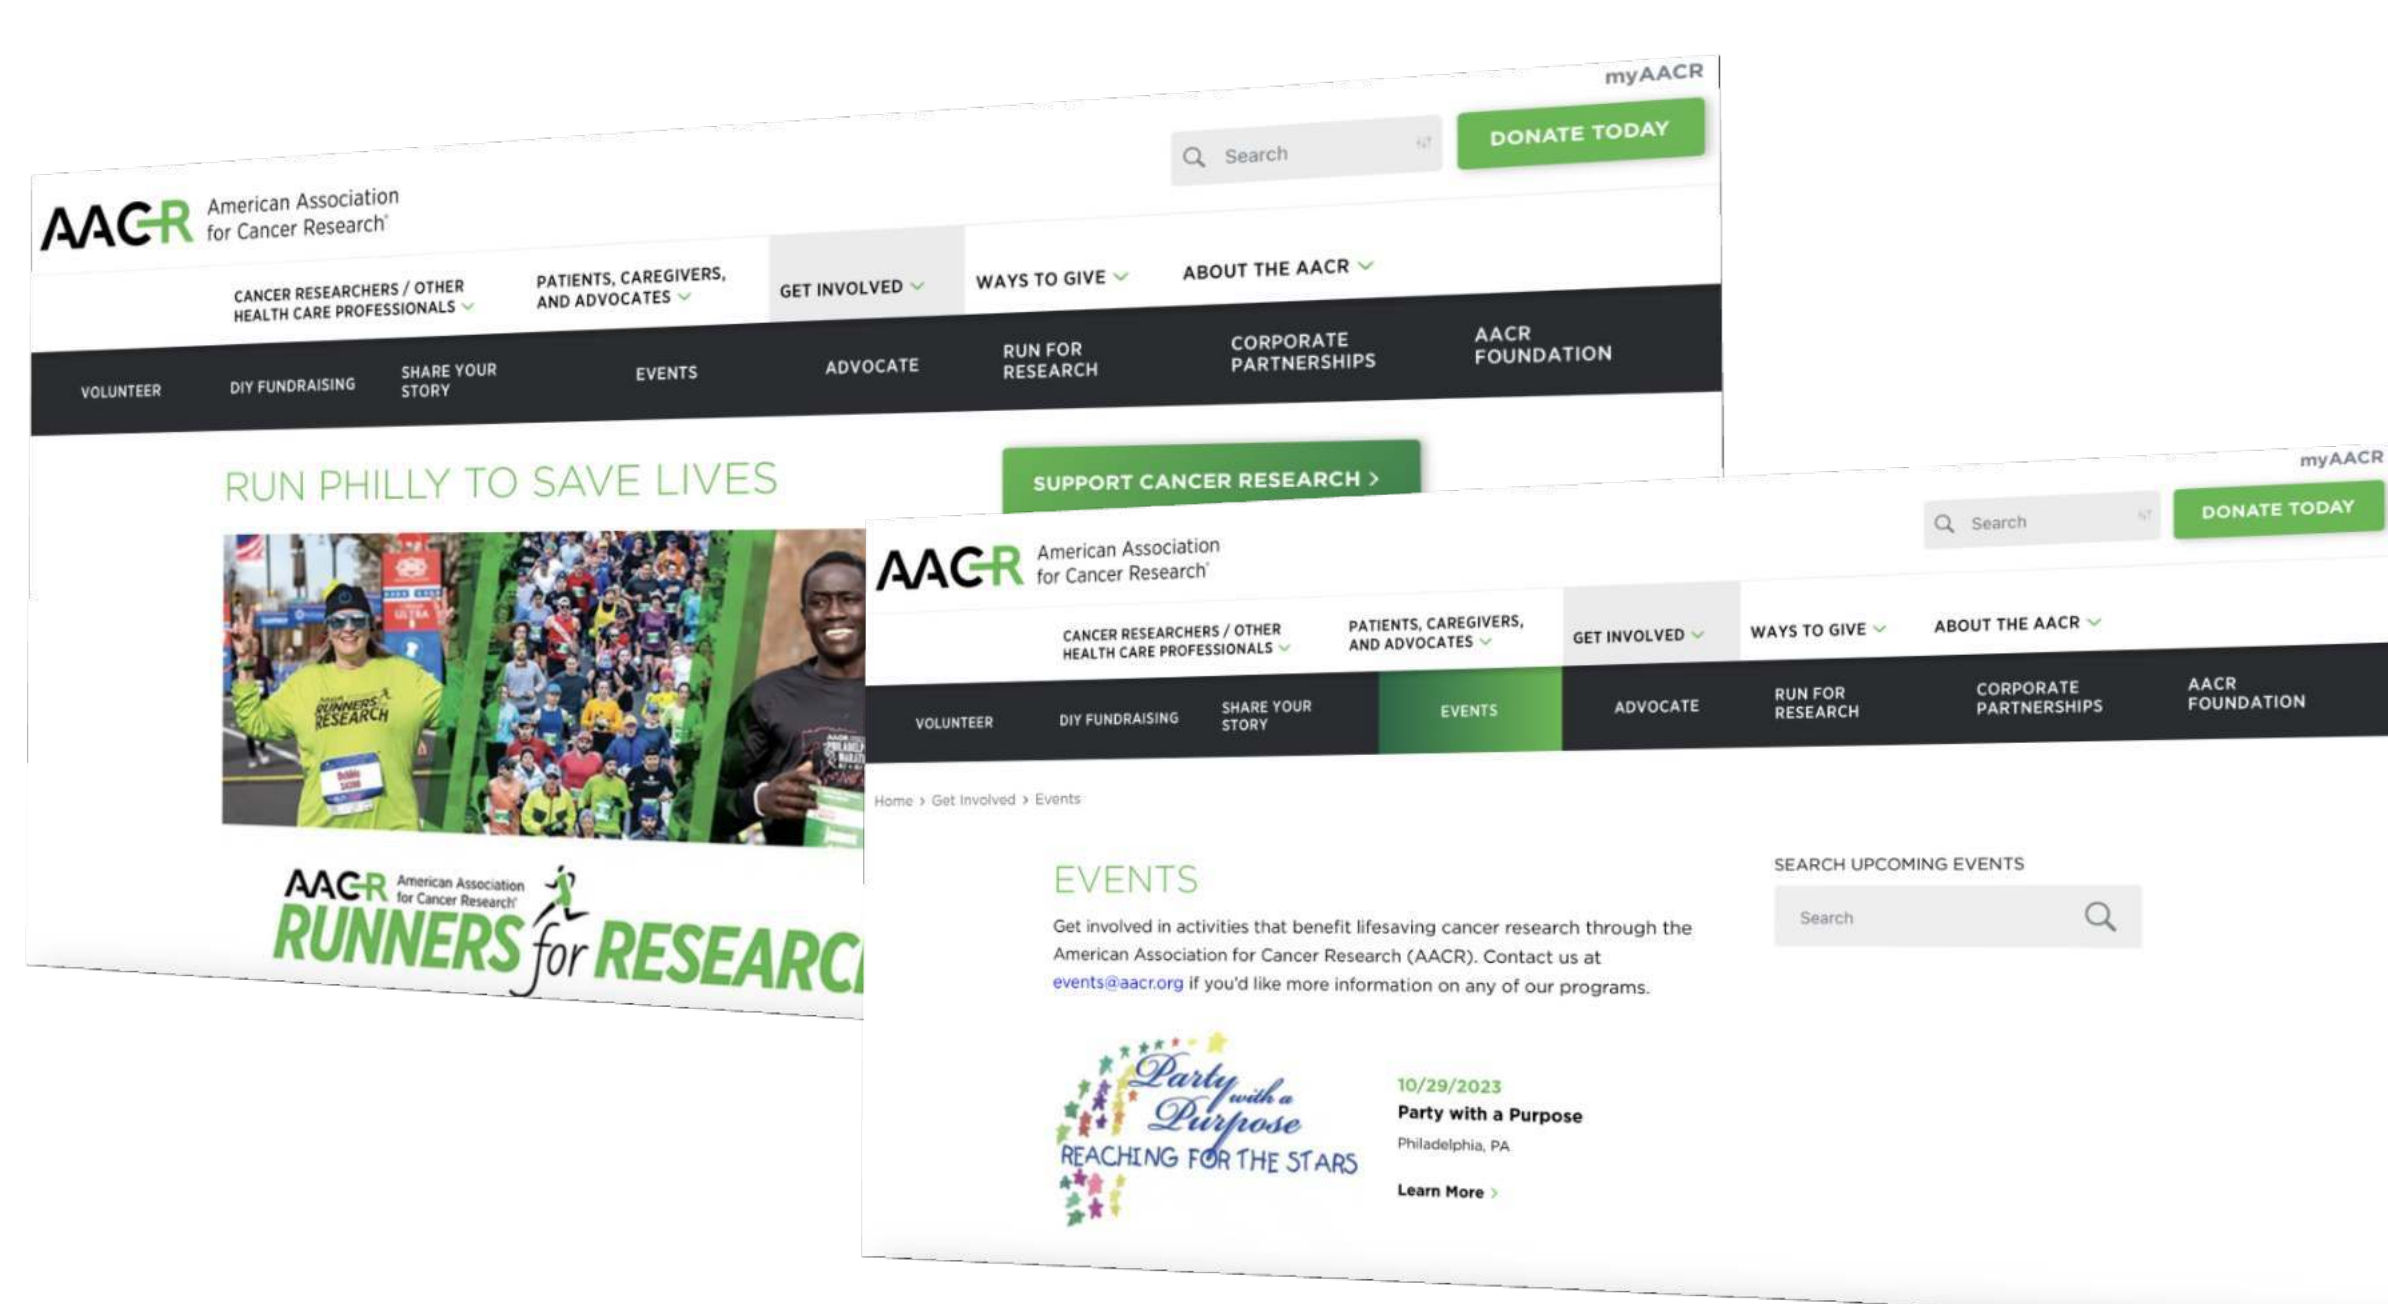 myAACR
Search
DONATE TODAY
AACR American Association
for Cancer Research®
CANCER RESEARCHERS / OTHER
HEALTH CARE PROFESSIONALS
PATIENTS, CAREGIVERS,
AND ADVOCATES
GET INVOLVED
WAYS TO GIVE
ABOUT THE AACR
VOLUNTEER
DIY FUNDRAISING
SHARE YOUR
STORY
EVENTS
ADVOCATE
RUN FOR
RESEARCH
CORPORATE
PARTNERSHIPS
AACR
FOUNDATION
RUN PHILLY TO SAVE LIVES
SUPPORT CANCER RESEARCH >
ULTRA
RUNNERS
RESEARCH
Debbie
AACR American Association
for Cancer Research®
RUNNERS for RESEARC
myAACR
Search
DONATE TODAY
AACR American Association
for Cancer Research®
CANCER RESEARCHERS / OTHER
HEALTH CARE PROFESSIONALS
PATIENTS, CAREGIVERS,
AND ADVOCATES
GET INVOLVED
WAYS TO GIVE
ABOUT THE AACR
VOLUNTEER
DIY FUNDRAISING
SHARE YOUR
STORY
EVENTS
ADVOCATE
RUN FOR
RESEARCH
CORPORATE
PARTNERSHIPS
AACR
FOUNDATION
Home > Get Involved > Events
EVENTS
Get involved in activities that benefit lifesaving cancer research through the
American Association for Cancer Research (AACR). Contact us at
events@aacr.org if you'd like more information on any of our programs.
SEARCH UPCOMING EVENTS
Search
Party
with a
Purpose
REACHING FOR THE STARS
10/29/2023
Party with a Purpose
Philadelphia, PA
Learn More >